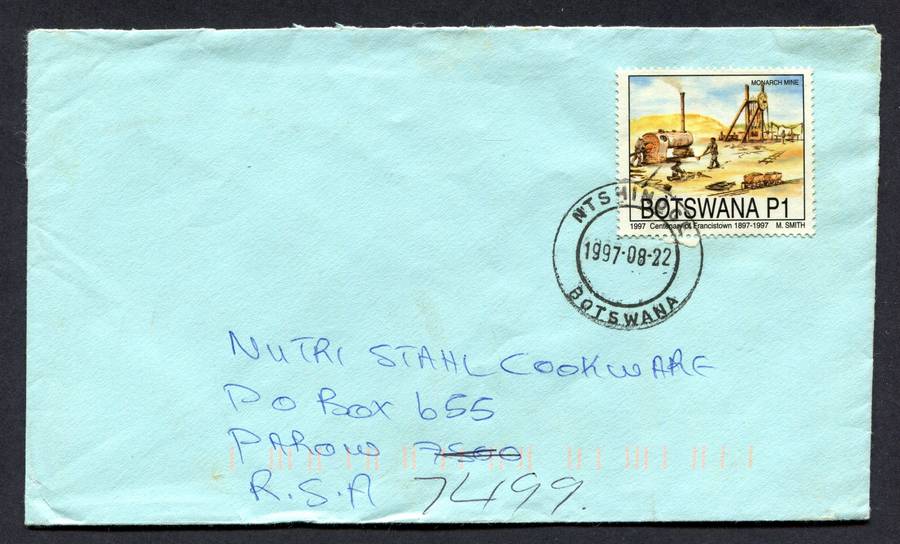 MONARCH MINE
BOTSWANA P1
1997 Centenary of Francistown 1897-1997 M. SMITH
1997-08-22
BOTSWANA
NUTRI STAHL COOKWARE
PO BOX 655
PAROW 7500
R.S.A 7499.